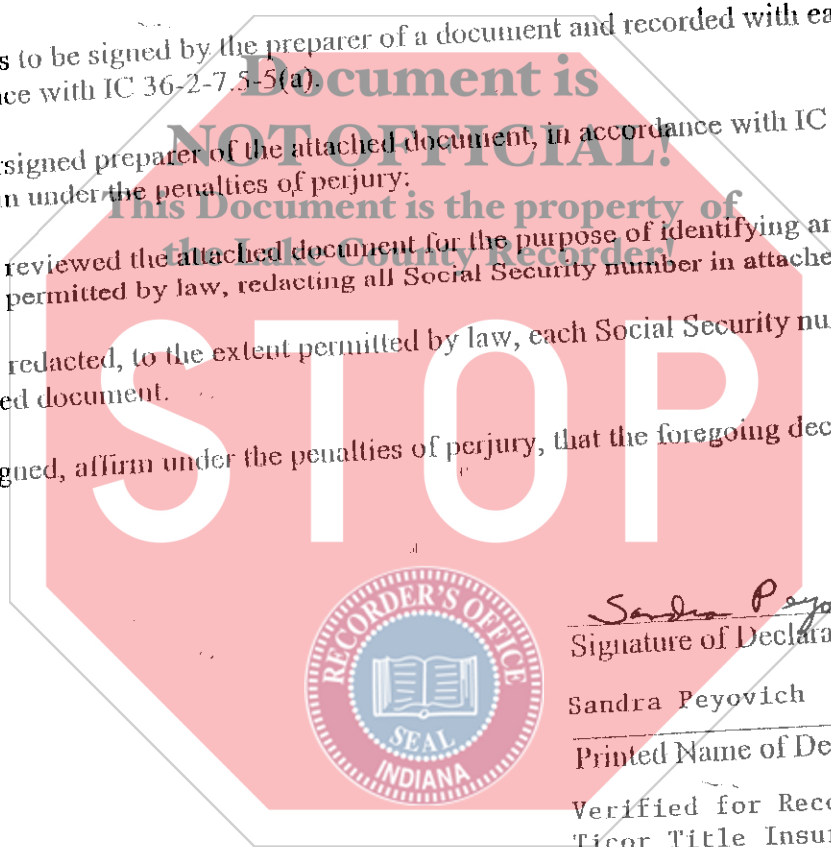 s to be signed by the preparer of a document and recorded with ea
nce with IC 36-2-7.5-5(a).
Document is
NOT OFFICIAL!
rsigned preparer of the attached document, in accordance with IC
n under the penalties of perjury:
This Document is the property of
the Lake County Recorder!
reviewed the attached document for the purpose of identifying an
permitted by law, redacting all Social Security number in attache
redacted, to the extent permitted by law, each Social Security nu
ed document.
STOP
gned, affirm under the penalties of perjury, that the foregoing dec
RECORDER'S OFFICE
SEAL
INDIANA
Sandra Peyo
Signature of Declara
Sandra Peyovich
Printed Name of De
Verified for Reco
Ticor Title Insur